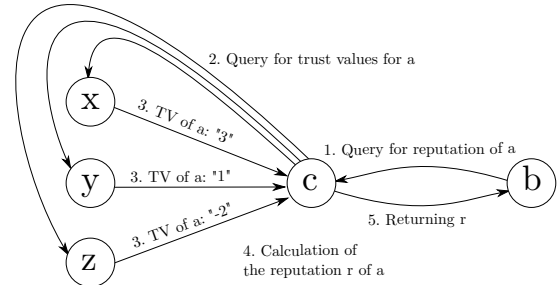 2. Query for trust values for a
x
3. TV of a: "3"
1. Query for reputation of a
y
3. TV of a: "1"
c
b
3. TV of a: "-2"
5. Returning r
z
4. Calculation of
the reputation r of a